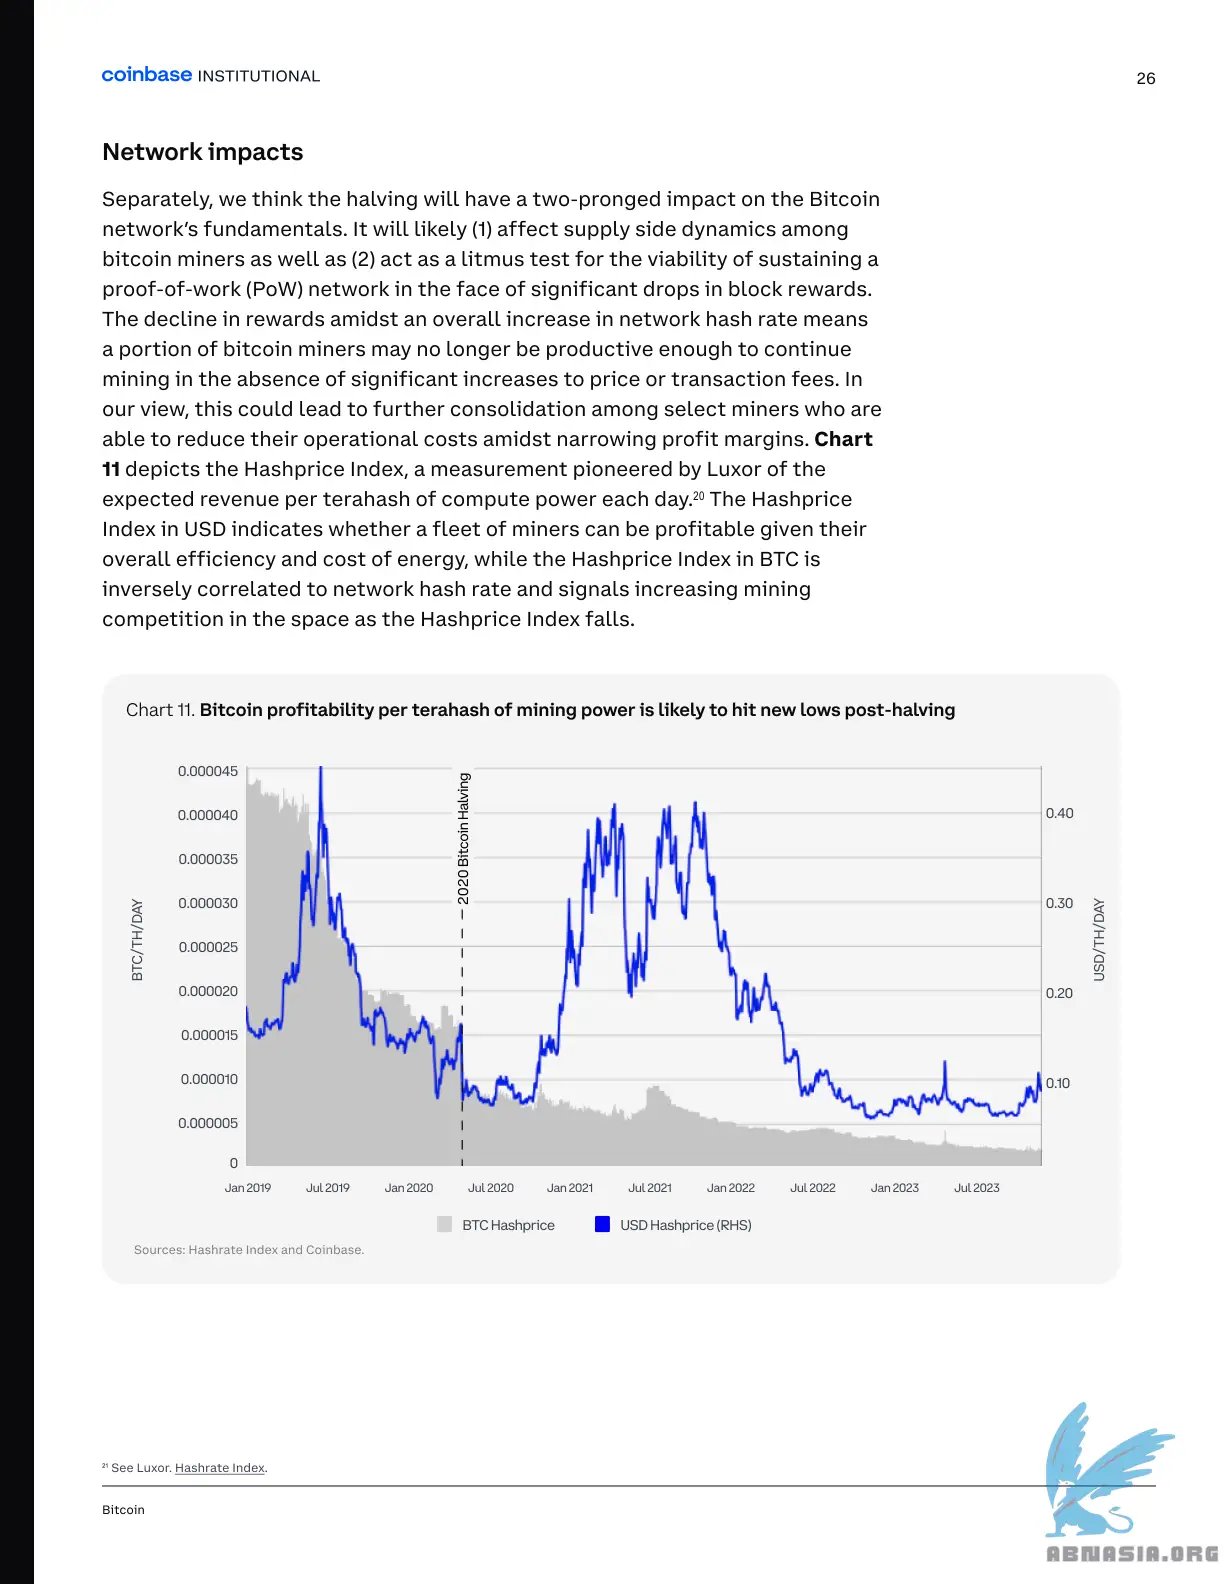 coinbase INSTITUTIONAL
26
Network impacts
Separately, we think the halving will have a two-pronged impact on the Bitcoin
network’s fundamentals. It will likely (1) affect supply side dynamics among
bitcoin miners as well as (2) act as a litmus test for the viability of sustaining a
proof-of-work (PoW) network in the face of significant drops in block rewards.
The decline in rewards amidst an overall increase in network hash rate means
a portion of bitcoin miners may no longer be productive enough to continue
mining in the absence of significant increases to price or transaction fees. In
our view, this could lead to further consolidation among select miners who are
able to reduce their operational costs amidst narrowing profit margins. Chart
11 depicts the Hashprice Index, a measurement pioneered by Luxor of the
expected revenue per terahash of compute power each day.20 The Hashprice
Index in USD indicates whether a fleet of miners can be profitable given their
overall efficiency and cost of energy, while the Hashprice Index in BTC is
inversely correlated to network hash rate and signals increasing mining
competition in the space as the Hashprice Index falls.
Chart 11. Bitcoin profitability per terahash of mining power is likely to hit new lows post-halving
BTC/TH/DAY
0.000045
0.000040
0.000035
0.000030
0.000025
0.000020
0.000015
0.000010
0.000005
0
2020 Bitcoin Halving
0.40
0.30
0.20
0.10
USD/TH/DAY
Jan 2019 Jul 2019 Jan 2020 Jul 2020 Jan 2021 Jul 2021 Jan 2022 Jul 2022 Jan 2023 Jul 2023
BTC Hashprice USD Hashprice (RHS)
Sources: Hashrate Index and Coinbase.
21 See Luxor. Hashrate Index.
Bitcoin
ABNASIA.ORG